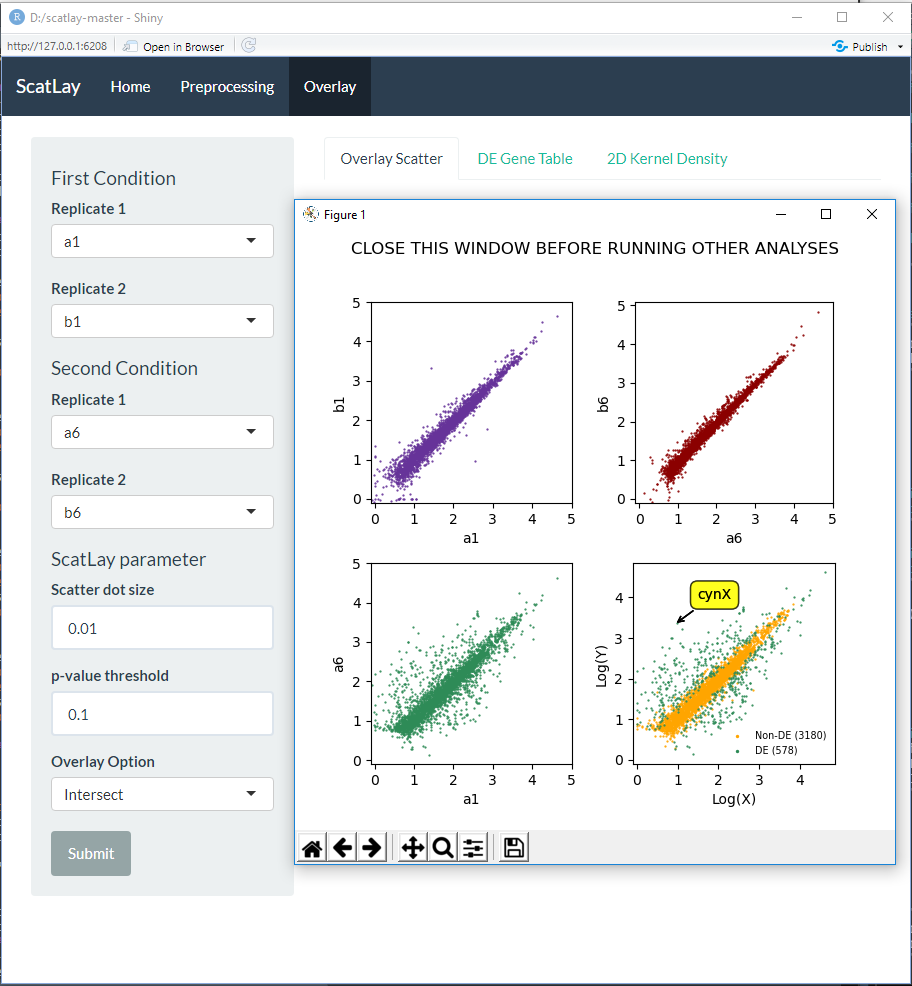 D:/scatlay-master - Shiny
http://127.0.0.1:6208
Open in Browser
Publish
ScatLay
Home
Preprocessing
Overlay
First Condition
Replicate 1
a1
Replicate 2
b1
Second Condition
Replicate 1
a6
Replicate 2
b6
ScatLay parameter
Scatter dot size
0.01
p-value threshold
0.1
Overlay Option
Intersect
Submit
Overlay Scatter
DE Gene Table
2D Kernel Density
Figure 1
CLOSE THIS WINDOW BEFORE RUNNING OTHER ANALYSES
5
4
3
2
1
0
b1
0 1 2 3 4 5
a1
5
4
3
2
1
0
b6
0 1 2 3 4 5
a6
5
4
3
2
1
0
a6
0 1 2 3 4 5
a1
4
3
2
1
0
Log(Y)
cynX
Non-DE (3180)
DE (578)
0 1 2 3 4
Log(X)